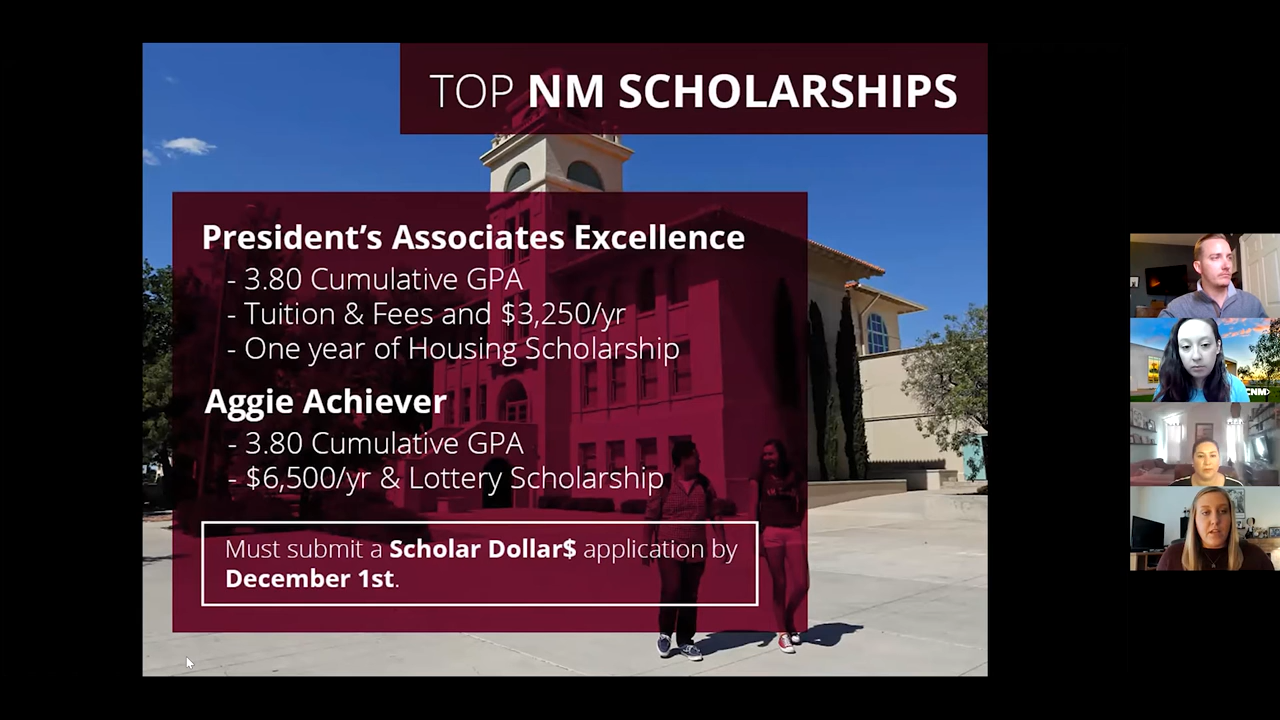 TOP NM SCHOLARSHIPS
President's Associates Excellence
- 3.80 Cumulative GPA
- Tuition & Fees and $3,250/yr
- One year of Housing Scholarship
Aggie Achiever
- 3.80 Cumulative GPA
- $6,500/yr & Lottery Scholarship
Must submit a Scholar Dollar$ application by
December 1st.
CNM